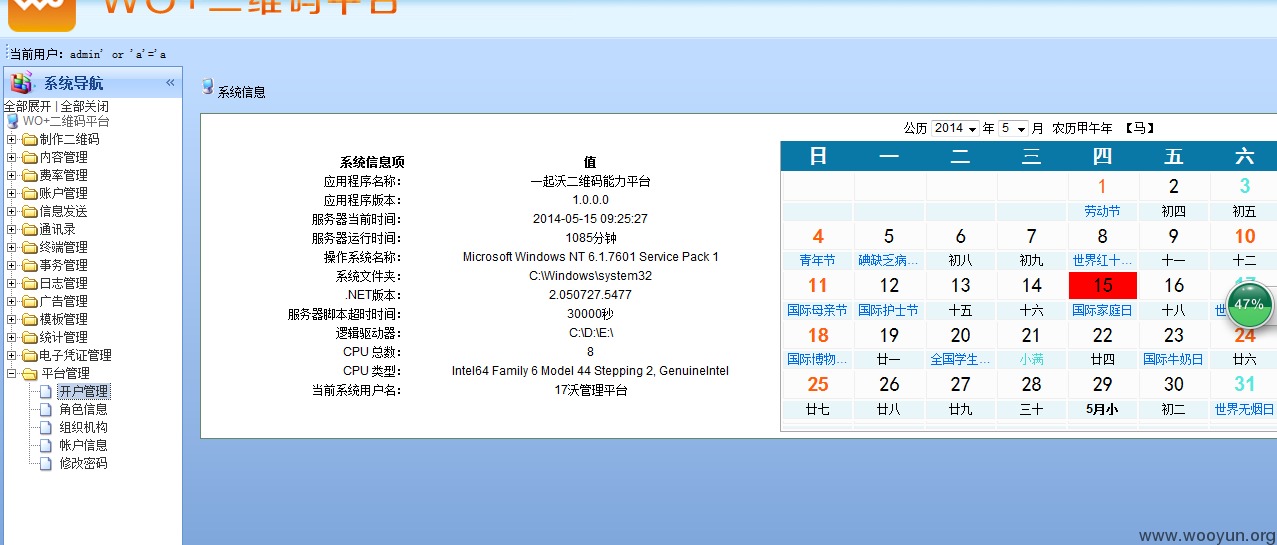 WO+二维码平台
当前用户：admin' or 'a'='a
系统导航 «
全部展开 | 全部关闭
WO+二维码平台
制作二维码
内容管理
费率管理
账户管理
信息发送
通讯录
终端管理
事务管理
日志管理
广告管理
模板管理
统计管理
电子凭证管理
平台管理
开户管理
角色信息
组织机构
帐户信息
修改密码
系统信息
系统信息项 值
应用程序名称： 一起沃二维码能力平台
应用程序版本： 1.0.0.0
服务器当前时间： 2014-05-15 09:25:27
服务器运行时间： 1085分钟
操作系统名称： Microsoft Windows NT 6.1.7601 Service Pack 1
系统文件夹： C:\Windows\system32
.NET版本： 2.050727.5477
服务器脚本超时时间： 30000秒
逻辑驱动器： C:\D:\E:\
CPU 总数： 8
CPU 类型： Intel64 Family 6 Model 44 Stepping 2, GenuineIntel
当前系统用户名： 17沃管理平台
公历 2014 年 5 月 农历甲午年 【马】
日 一 二 三 四 五 六
1 2 3
劳动节 初四 初五
4 5 6 7 8 9 10
青年节 碘缺乏病... 初八 初九 世界红十... 十一 十二
11 12 13 14 15 16 17
国际母亲节 国际护士节 十五 十六 国际家庭日 十八 世
47%
18 19 20 21 22 23 24
国际博物... 廿一 全国学生... 小满 廿四 国际牛奶日 廿六
25 26 27 28 29 30 31
廿七 廿八 廿九 三十 5月小 初二 世界无烟日
www.wooyun.org